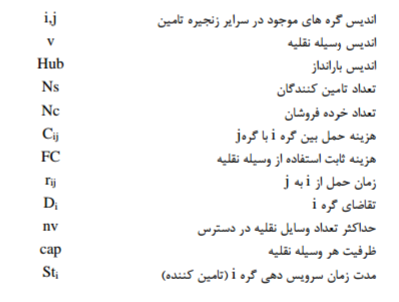 i,j اندیس گره های موجود در سرایر زنجیره تامین
v اندیس وسیله نقلیه
Hub اندیس بارانداز
Ns تعداد تامین کنندگان
Nc تعداد خرده فروشان
Cij هزینه حمل بین گره i با گره j
FC هزینه ثابت استفاده از وسیله نقلیه
rij زمان حمل از i به j
Di تقاضای گره i
nv حداکثر تعداد وسایل نقلیه در دسترس
cap ظرفیت هر وسیله نقلیه
Sti مدت زمان سرویس دهی گره i (تامین کننده)